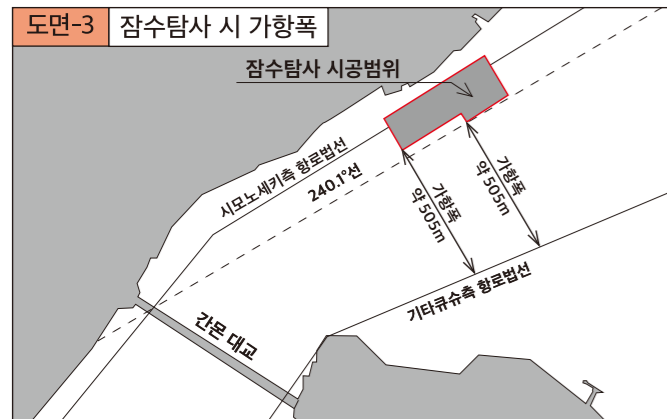 도면-3 잠수탐사 시 가항폭
잠수탐사 시공범위
시모노세키측 항로법선
240.1°선
가항폭
약 505m
가항폭
약 505m
기타큐슈측 항로법선
간몬 대교